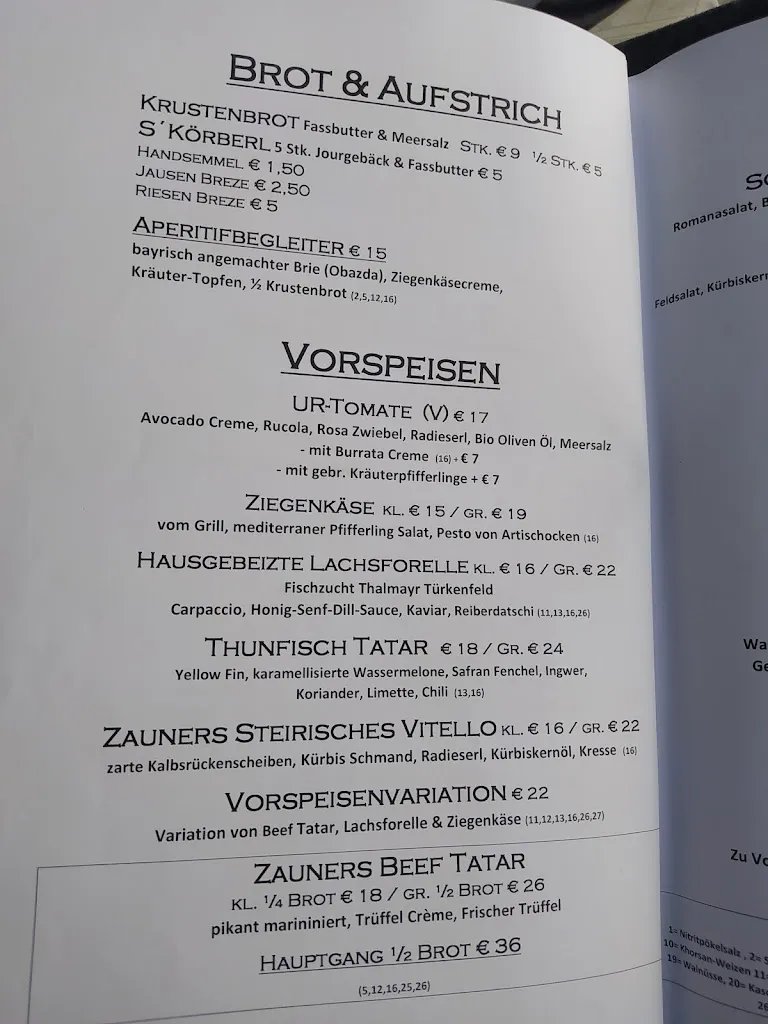 BROT & AUFSTRICH
KRUSTENBROT Fassbutter & Meersalz STK. € 9 ½ STK. € 5
S´KÖRBERL 5 Stk. Jourgebäck & Fassbutter € 5
HANDSEMMEL € 1,50
JAUSEN BREZE € 2,50
RIESEN BREZE € 5
APERITIFBEGLEITER € 15
bayrisch angemachter Brie (Obazda), Ziegenkäsecreme,
Kräuter-Topfen, ½ Krustenbrot (2,5,12,16)
VORSPEISEN
UR-TOMATE (V) € 17
Avocado Creme, Rucola, Rosa Zwiebel, Radieserl, Bio Oliven Öl, Meersalz
- mit Burrata Creme (16) + € 7
- mit gebr. Kräuterpfifferlinge + € 7
ZIEGENKÄSE KL. € 15 / GR. € 19
vom Grill, mediterraner Pfifferling Salat, Pesto von Artischocken (16)
HAUSGEBEIZTE LACHSFORELLE KL. € 16 / GR. € 22
Fischzucht Thalmayr Türkenfeld
Carpaccio, Honig-Senf-Dill-Sauce, Kaviar, Reiberdatschi (11,13,16,26)
THUNFISCH TATAR € 18 / GR. € 24
Yellow Fin, karamellisierte Wassermelone, Safran Fenchel, Ingwer,
Koriander, Limette, Chili (13,16)
ZAUNERS STEIRISCHES VITELLO KL. € 16 / GR. € 22
zarte Kalbsrückenscheiben, Kürbis Schmand, Radieserl, Kürbiskernöl, Kresse (16)
VORSPEISENVARIATION € 22
Variation von Beef Tatar, Lachsforelle & Ziegenkäse (11,12,13,16,26,27)
ZAUNERS BEEF TATAR
KL. ¼ BROT € 18 / GR. ½ BROT € 26
pikant marininiert, Trüffel Crème, Frischer Trüffel
HAUPTGANG ½ BROT € 36
(5,12,16,25,26)
Romanasalat,
Feldsalat,
Zu
1= Nitritpökelsalz , 2=
10= Khorsan-Weizen 11=
19= Walnüsse, 20=
26